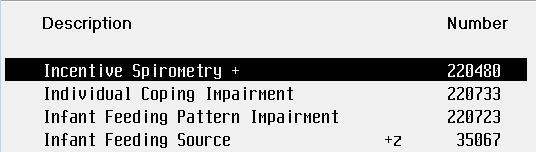 Description Number
Incentive Spirometry + 220480
Individual Coping Impairment 220733
Infant Feeding Pattern Impairment 220723
Infant Feeding Source +z 35067